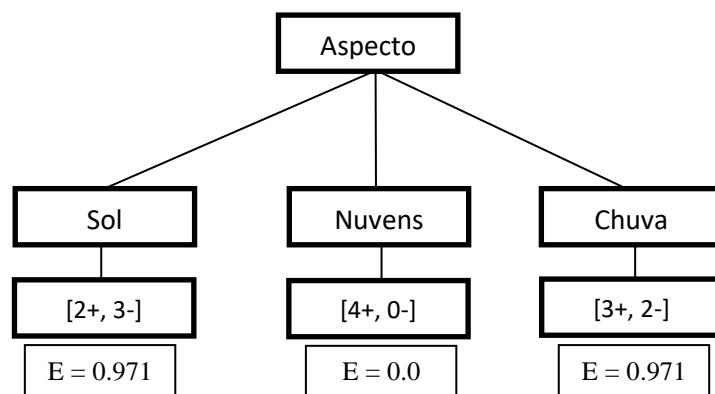 Aspecto
Sol
Nuvens
Chuva
[2+, 3-]
[4+, 0-]
[3+, 2-]
E = 0.971
E = 0.0
E = 0.971